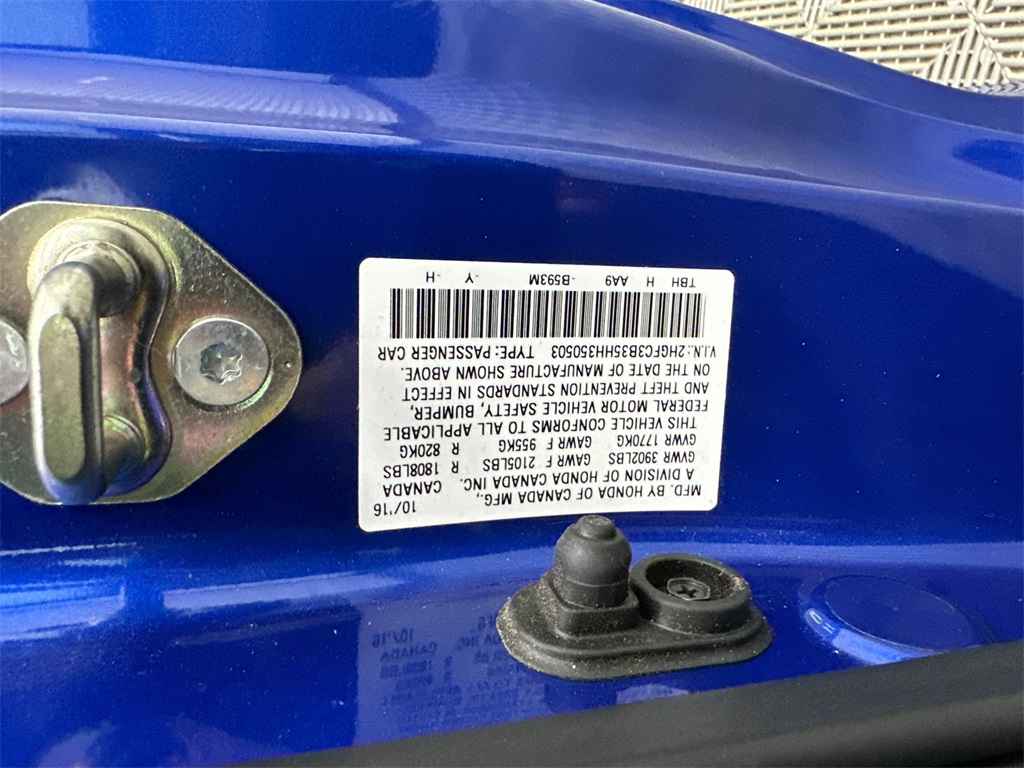 MFD. BY HONDA OF CANADA MFG., 10/'16
A DIVISION OF HONDA CANADA INC. CANADA
GVWR 3902LBS GAWR F 2105LBS R 1808LBS
GVWR 1770KG GAWR F 955KG R 820KG
THIS VEHICLE CONFORMS TO ALL APPLICABLE
FEDERAL MOTOR VEHICLE SAFETY, BUMPER,
AND THEFT PREVENTION STANDARDS IN EFFECT
ON THE DATE OF MANUFACTURE SHOWN ABOVE.
V.I.N.: 2HGFC3B35HH350503 TYPE: PASSENGER CAR
TBH H AA9 -B593M -Y -H